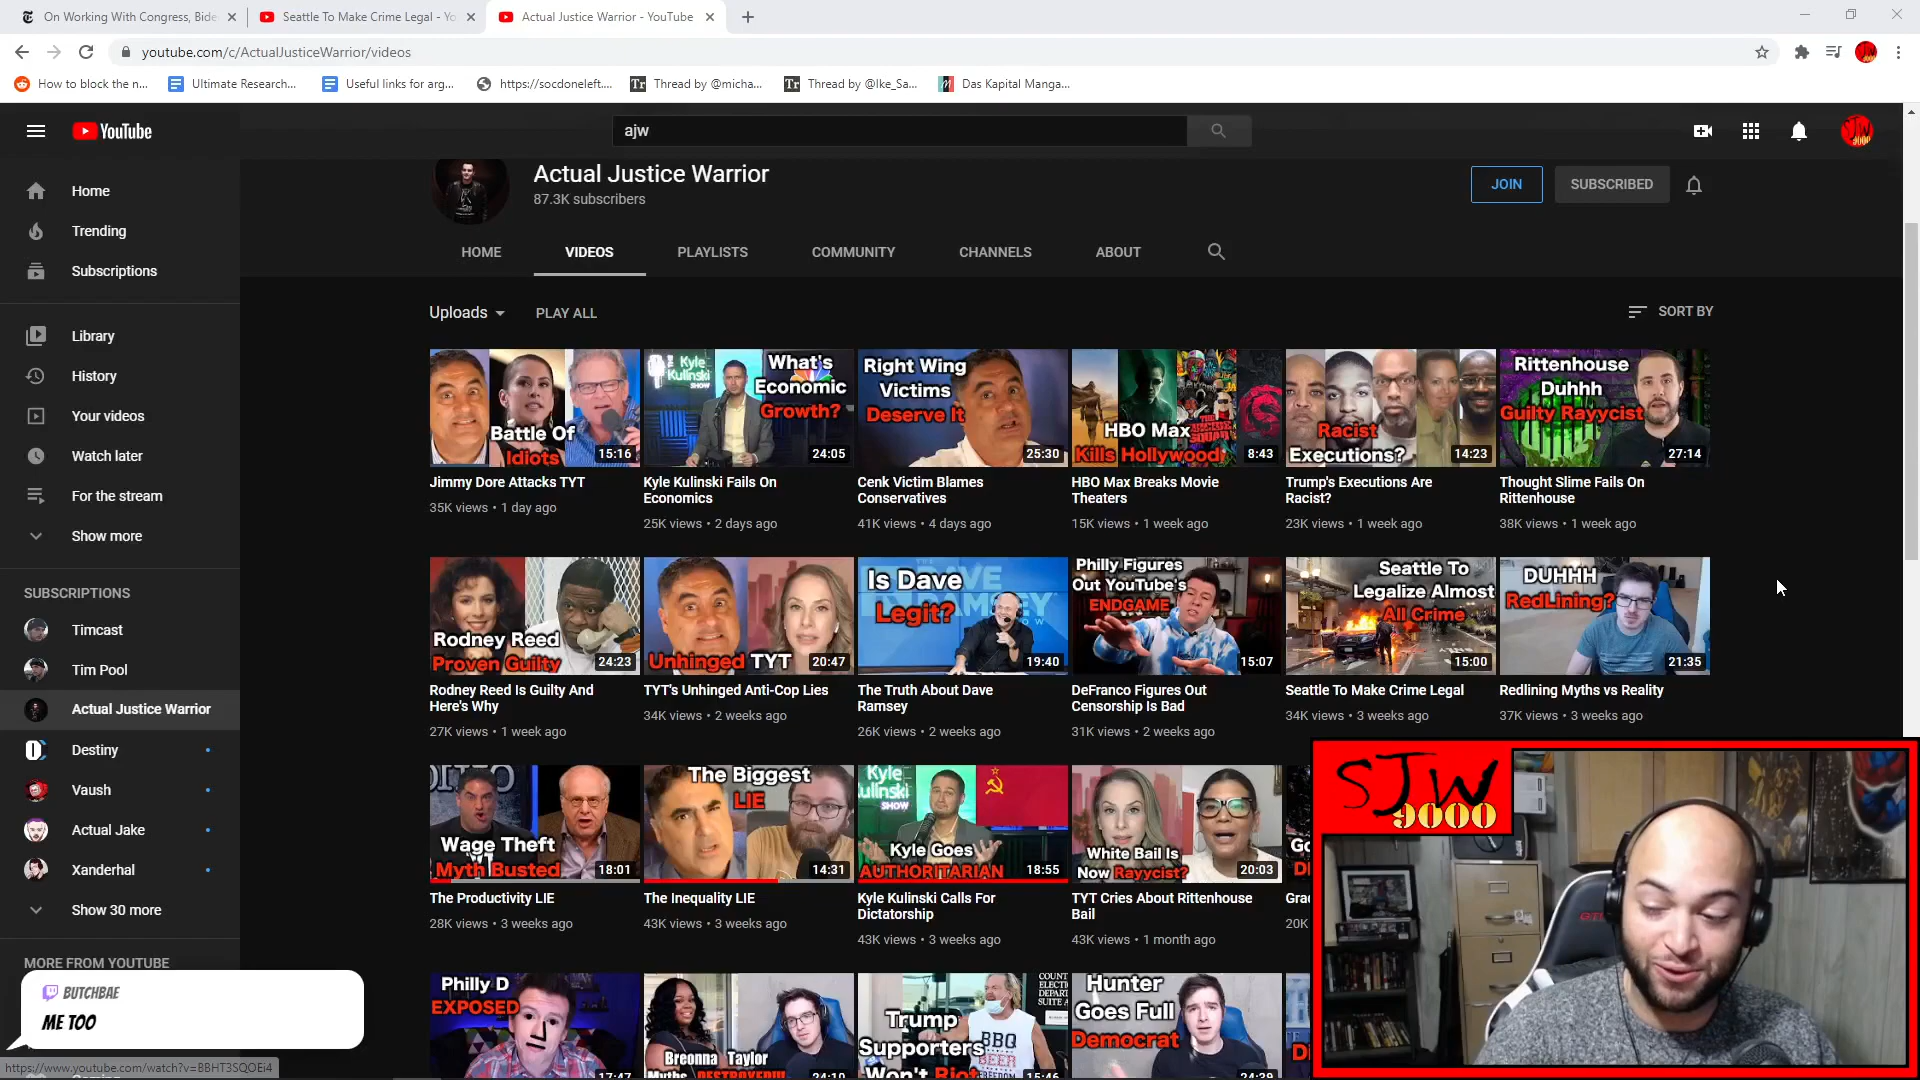 On Working With Congress, Bide
Seattle To Make Crime Legal - Yo
Actual Justice Warrior - YouTube
youtube.com/c/ActualJusticeWarrior/videos
How to block the n...
Ultimate Research...
Useful links for arg...
https://socdoneleft....
Thread by @micha...
Thread by @Ike_Sa...
Das Kapital Manga...
YouTube
ajw
Actual Justice Warrior
87.3K subscribers
JOIN
SUBSCRIBED
HOME
VIDEOS
PLAYLISTS
COMMUNITY
CHANNELS
ABOUT
Uploads
PLAY ALL
SORT BY
Home
Trending
Subscriptions
Library
History
Your videos
Watch later
For the stream
Show more
SUBSCRIPTIONS
Timcast
Tim Pool
Actual Justice Warrior
Destiny
Vaush
Actual Jake
Xanderhal
Show 30 more
MORE FROM YOUTUBE
Battle Of
Idiots
15:16
Jimmy Dore Attacks TYT
35K views • 1 day ago
What's
Economic
Growth?
24:05
Kyle Kulinski Fails On
Economics
25K views • 2 days ago
Right Wing
Victims
Deserve It
25:30
Cenk Victim Blames
Conservatives
41K views • 4 days ago
HBO Max
Kills Hollywood!
8:43
HBO Max Breaks Movie
Theaters
15K views • 1 week ago
Racist
Executions?
14:23
Trump's Executions Are
Racist?
23K views • 1 week ago
Rittenhouse
Duhhh
Guilty Rayycist
27:14
Thought Slime Fails On
Rittenhouse
38K views • 1 week ago
Rodney Reed
Proven Guilty
24:23
Rodney Reed Is Guilty And
Here's Why
27K views • 1 week ago
Unhinged TYT
20:47
TYT's Unhinged Anti-Cop Lies
34K views • 2 weeks ago
Is Dave
Legit?
19:40
The Truth About Dave
Ramsey
26K views • 2 weeks ago
Philly Figures
Out YouTube's
ENDGAME
15:07
DeFranco Figures Out
Censorship Is Bad
31K views • 2 weeks ago
Seattle To
Legalize Almost
All Crime
15:00
Seattle To Make Crime Legal
34K views • 3 weeks ago
DUHHH
RedLining?
21:35
Redlining Myths vs Reality
37K views • 3 weeks ago
Wage Theft
Myth Busted
18:01
The Productivity LIE
28K views • 3 weeks ago
The Biggest
LIE
14:31
The Inequality LIE
43K views • 3 weeks ago
Kyle Goes
AUTHORITARIAN
18:55
Kyle Kulinski Calls For
Dictatorship
43K views • 3 weeks ago
White Bail Is
Now Rayycist?
20:03
TYT Cries About Rittenhouse
Bail
43K views • 1 month ago
Philly D
EXPOSED
17:47
Breonna Taylor
Myths DESTROYED!!!
24:10
Trump
Supporters
Won't Riot
15:46
Hunter
Goes Full
Democrat
24:39
SJW
9000
BUTCHBAE
ME TOO
https://www.youtube.com/watch?v=BBHT3SQOEi4